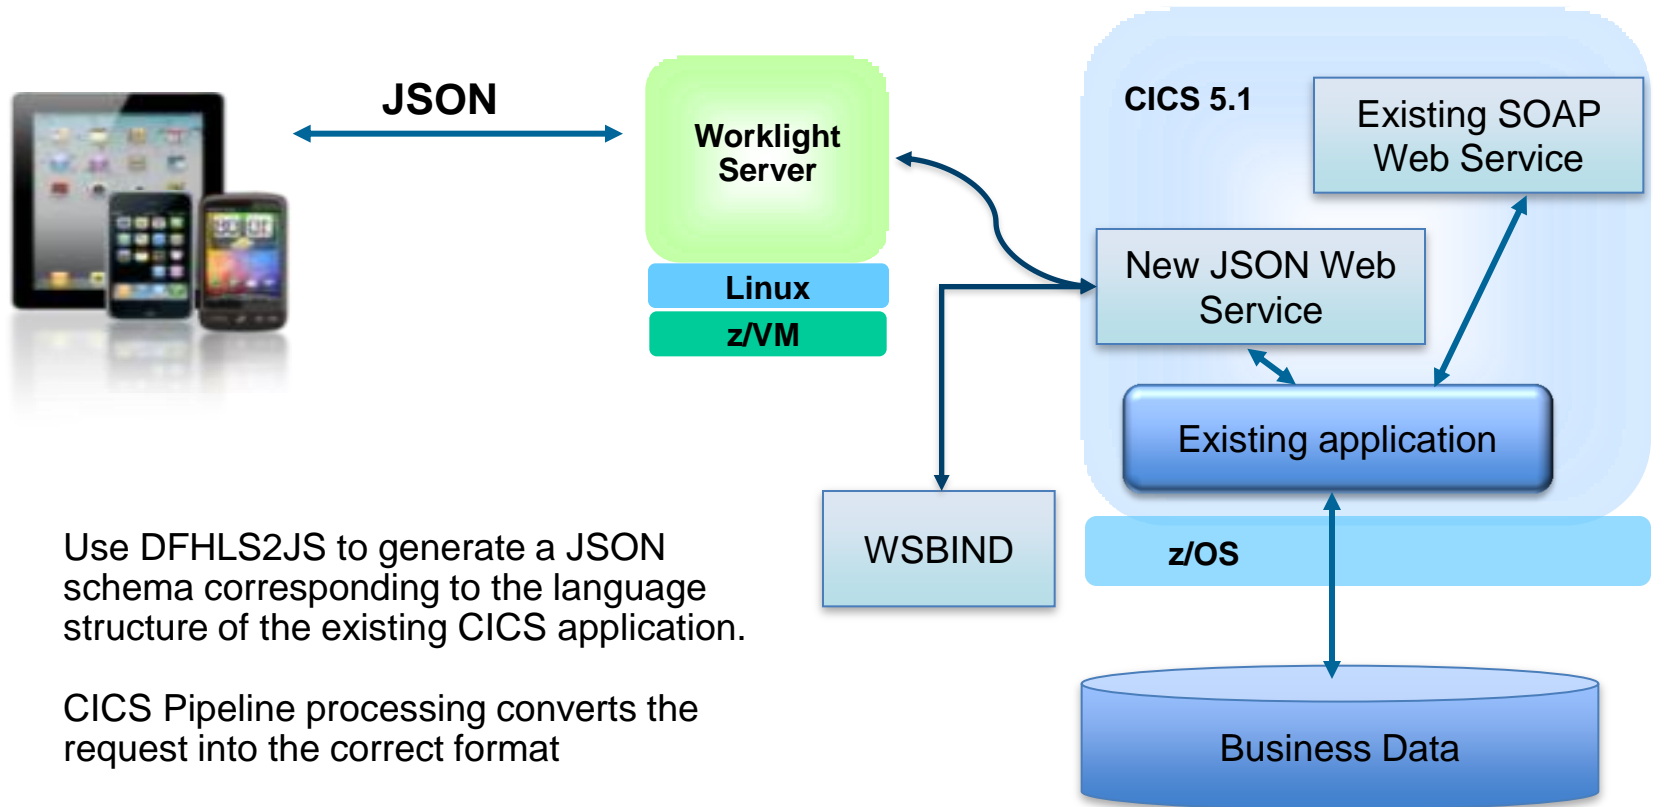 JSON
Worklight
Server
Linux
z/VM
CICS 5.1
Existing SOAP
Web Service
New JSON Web
Service
Existing application
z/OS
WSBIND
Business Data
Use DFHLS2JS to generate a JSON
schema corresponding to the language
structure of the existing CICS application.
CICS Pipeline processing converts the
request into the correct format